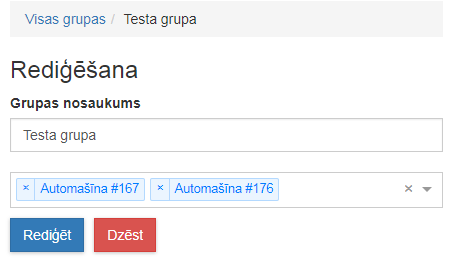 Visas grupas / Testa grupa
Rediģēšana
Grupas nosaukums
Testa grupa
× Automašīna #167 × Automašīna #176 ×
Rediģēt Dzēst